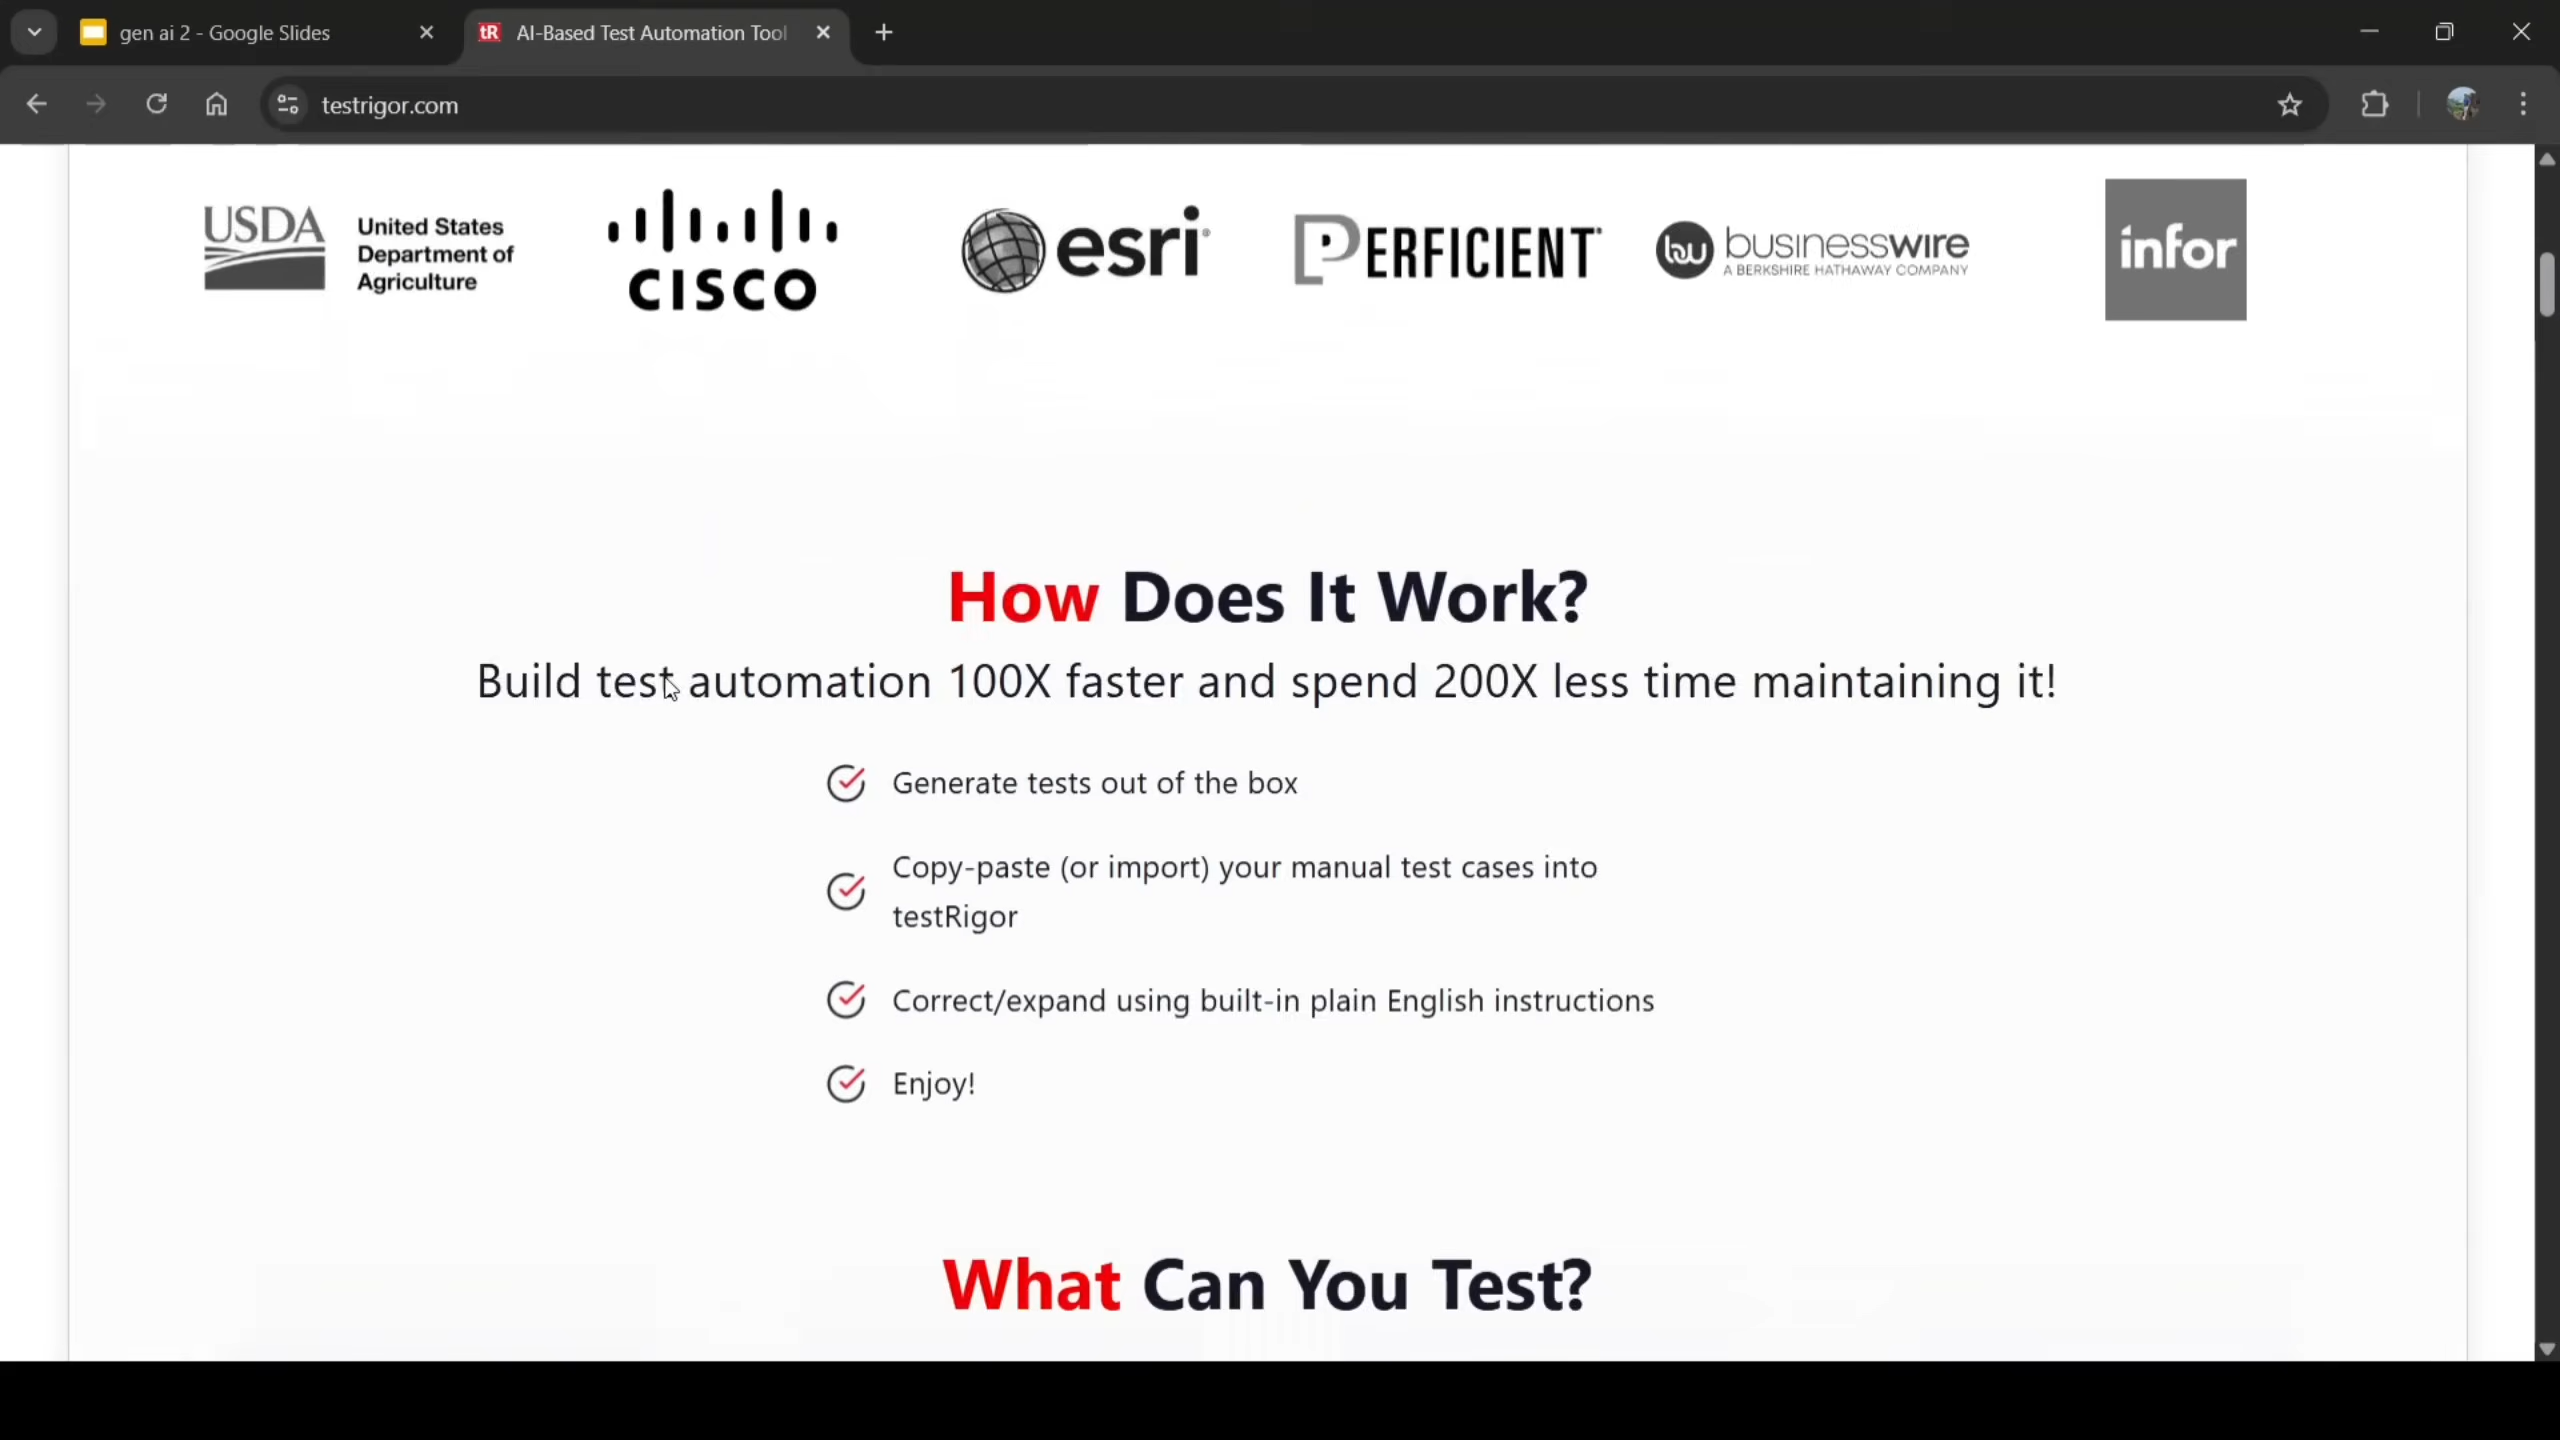 gen ai 2 - Google Slides
tR AI-Based Test Automation Tool
testrigor.com
USDA United States
Department of
Agriculture
CISCO
esri
PERFICIENT
bw businesswire
A BERKSHIRE HATHAWAY COMPANY
infor
How Does It Work?
Build test automation 100X faster and spend 200X less time maintaining it!
Generate tests out of the box
Copy-paste (or import) your manual test cases into
testRigor
Correct/expand using built-in plain English instructions
Enjoy!
What Can You Test?